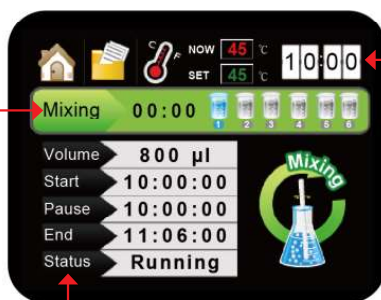 C F NOW 45 °C
SET 45 °C
10:00
Mixing 00:00
1 2 3 4 5 6
Volume 800 µl
Start 10:00:00
Pause 10:00:00
End 11:06:00
Status Running
Mixing